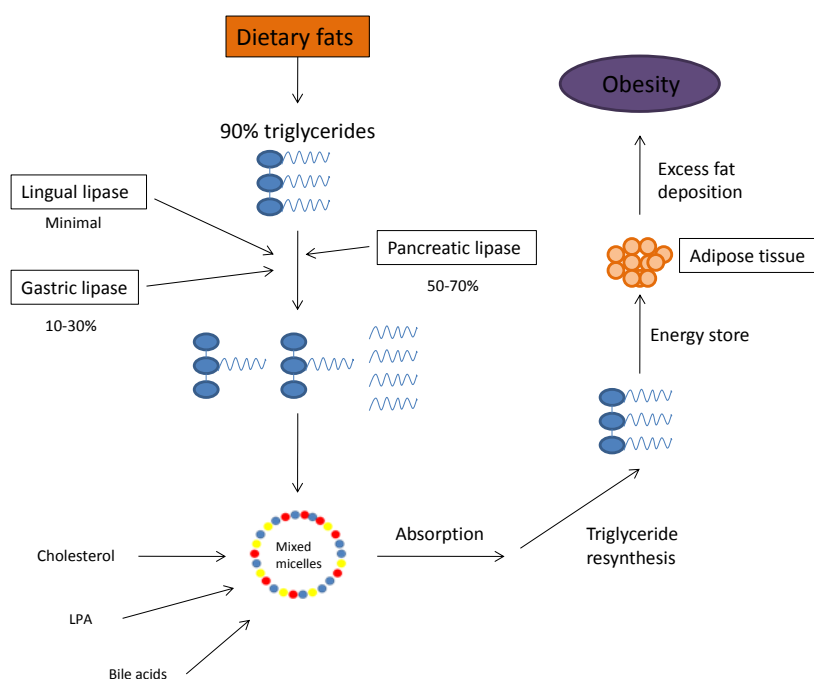 Dietary fats
Obesity
90% triglycerides
Excess fat
deposition
Lingual lipase
Minimal
Pancreatic lipase
50-70%
Adipose tissue
Gastric lipase
10-30%
Energy store
Mixed
micelles
Absorption
Triglyceride
resynthesis
Cholesterol
LPA
Bile acids